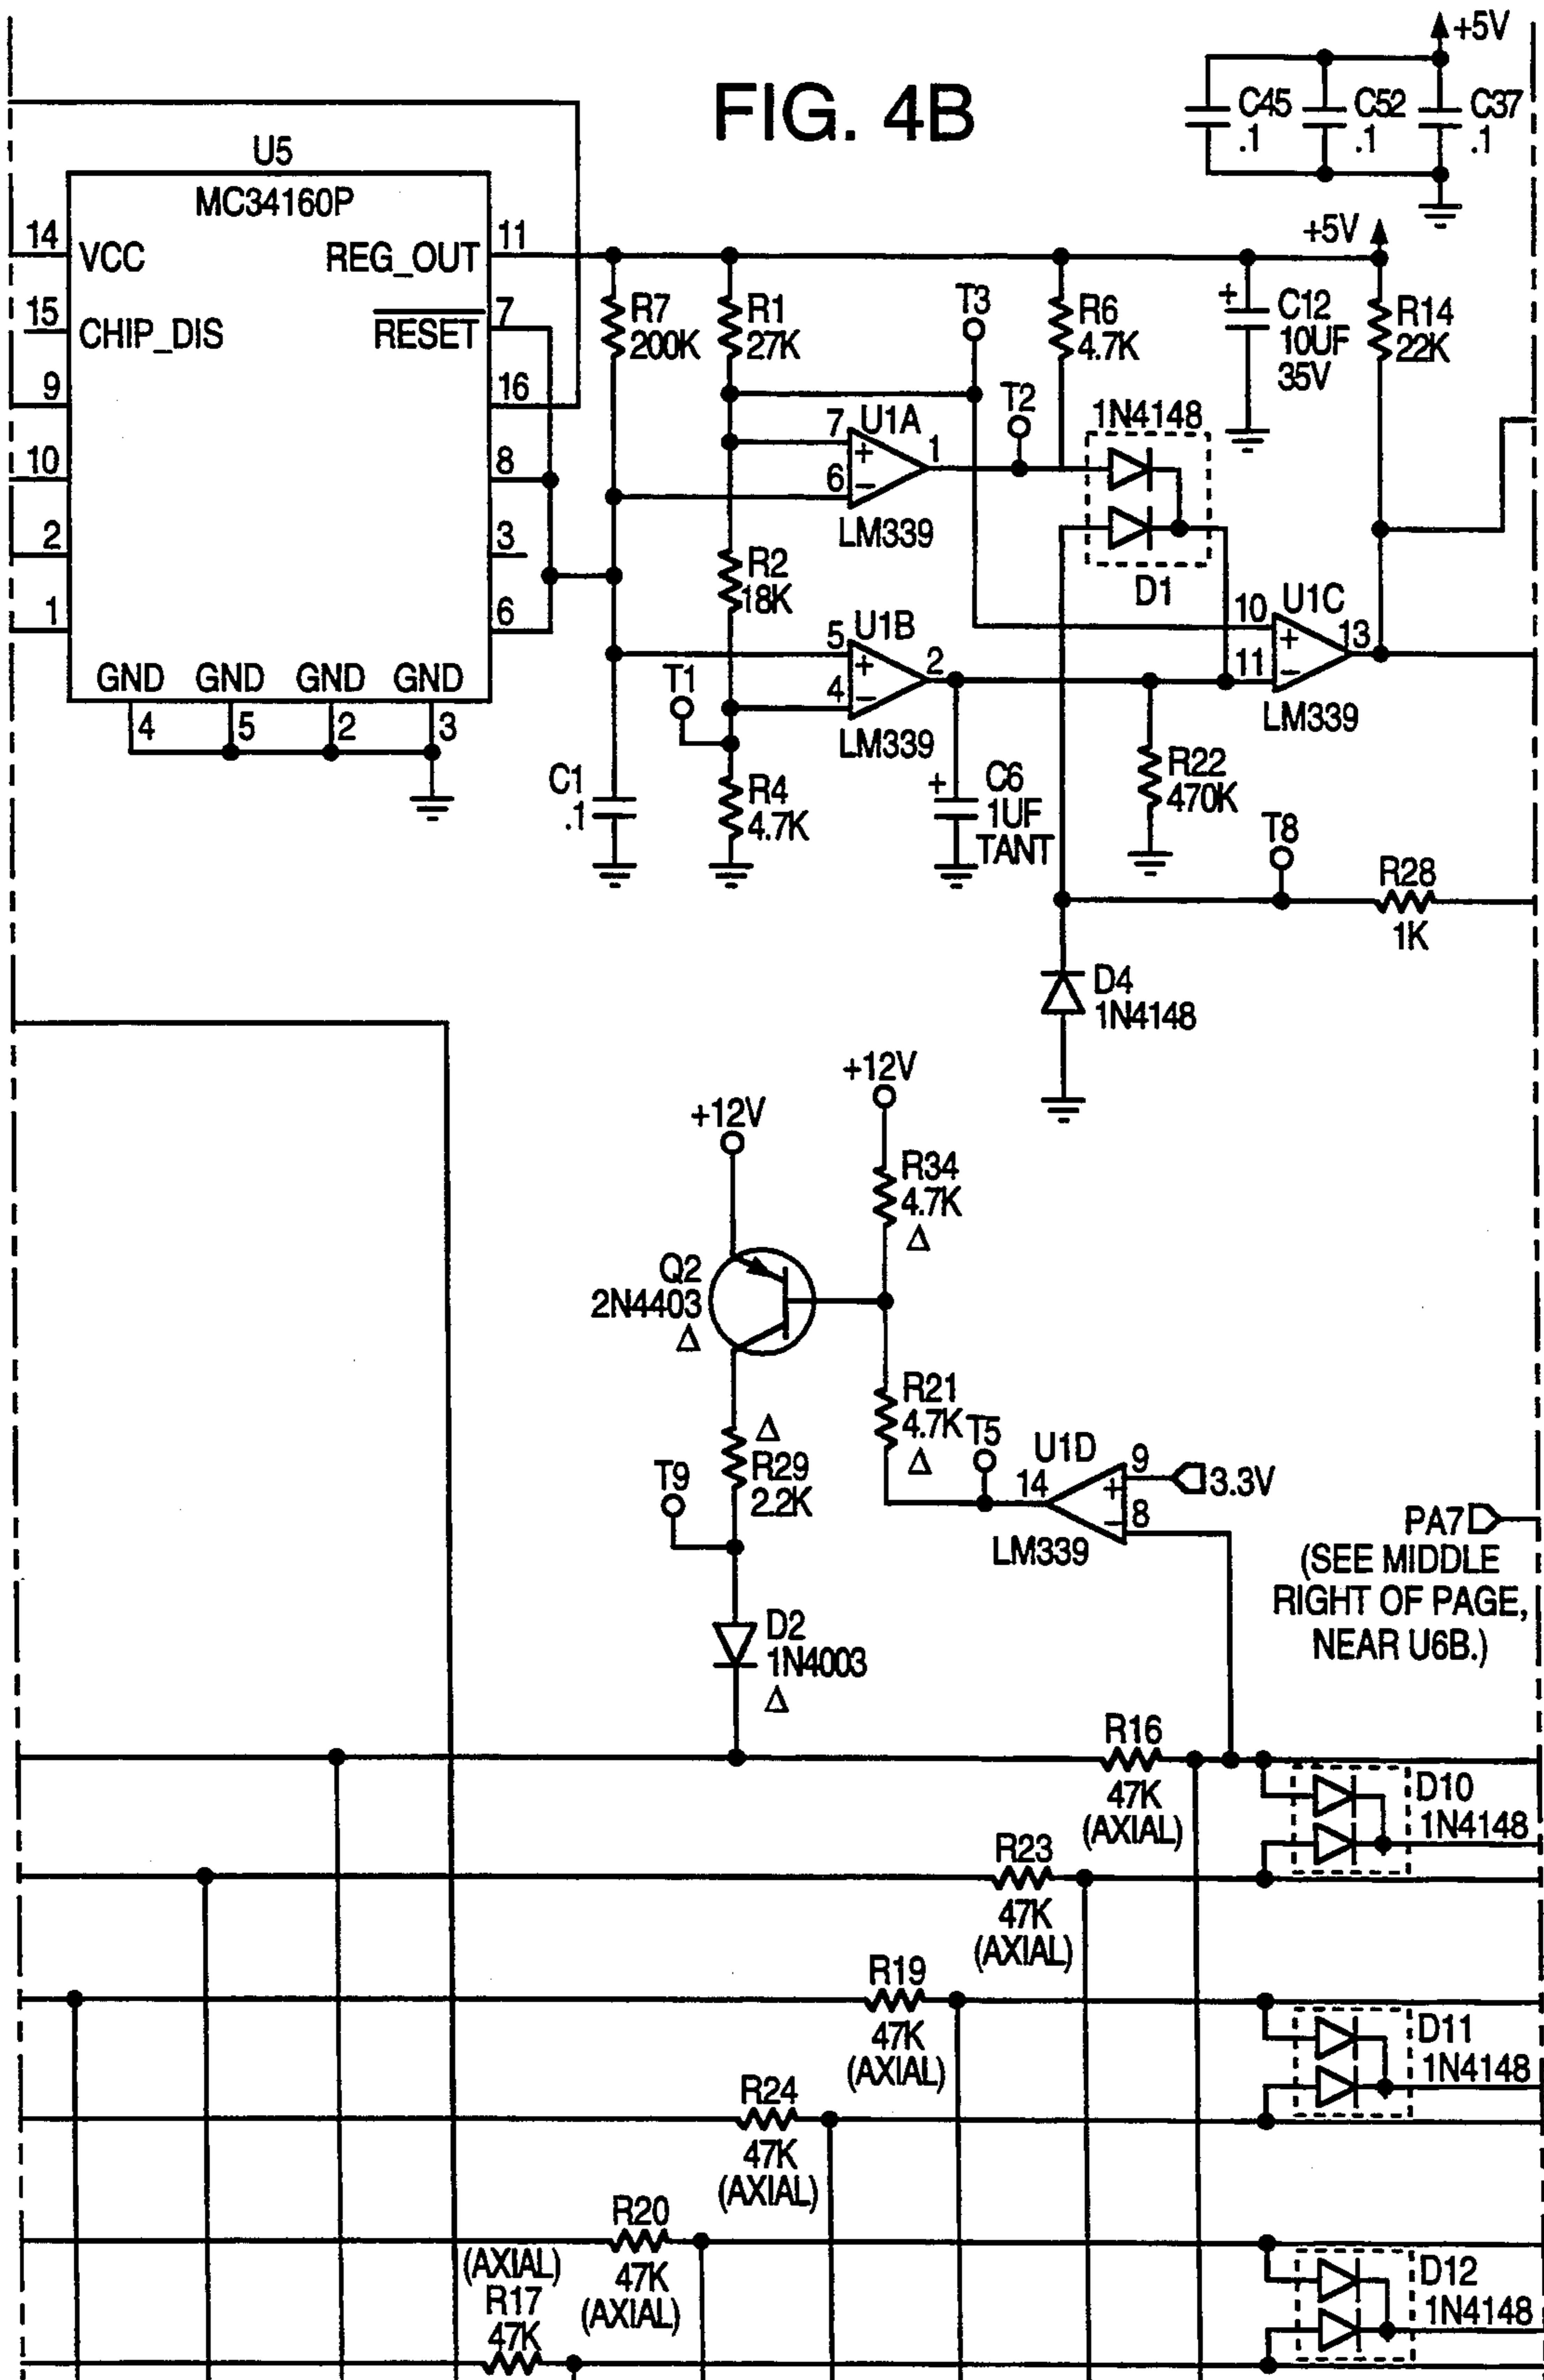 FIG. 4B
+5V
C45
.1
C52
.1
C37
.1
U5
MC34160P
14
VCC
REG_OUT
11
15
CHIP_DIS
RESET
7
9
16
10
8
2
3
1
6
GND GND GND GND
4
5
2
3
+5V
R7
200K
R1
27K
T3
R6
4.7K
C12
10UF
35V
+
R14
22K
T2
1N4148
D1
7
+
6
−
U1A
1
LM339
R2
18K
T1
5
+
4
−
U1B
2
LM339
10
+
11
−
U1C
13
LM339
C1
.1
R4
4.7K
+
C6
1UF
TANT
R22
470K
T8
R28
1K
D4
1N4148
+12V
+12V
R34
4.7K
Δ
Q2
2N4403
Δ
R21
4.7K
Δ
T5
U1D
14
9
+
8
−
3.3V
LM339
Δ
R29
2.2K
T9
PA7
(SEE MIDDLE
RIGHT OF PAGE,
NEAR U6B.)
D2
1N4003
Δ
R16
47K
(AXIAL)
D10
1N4148
R23
47K
(AXIAL)
R19
47K
(AXIAL)
D11
1N4148
R24
47K
(AXIAL)
R20
47K
(AXIAL)
(AXIAL)
R17
47K
D12
1N4148